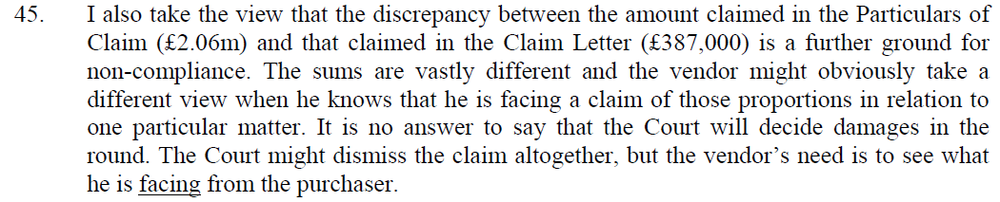 45. I also take the view that the discrepancy between the amount claimed in the Particulars of
Claim (£2.06m) and that claimed in the Claim Letter (£387,000) is a further ground for
non-compliance. The sums are vastly different and the vendor might obviously take a
different view when he knows that he is facing a claim of those proportions in relation to
one particular matter. It is no answer to say that the Court will decide damages in the
round. The Court might dismiss the claim altogether, but the vendor’s need is to see what
he is facing from the purchaser.